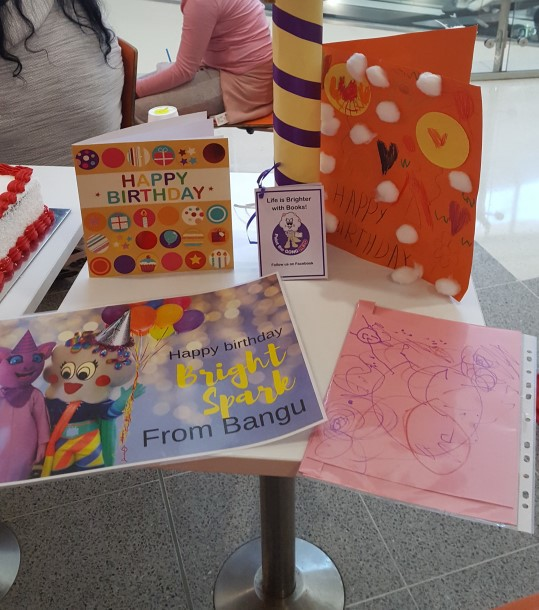 HAPPY
BIRTHDAY
Life is Brighter
with Books!
Follow us on Facebook
HAPPY
BIRTHDAY
Happy birthday
Bright
Spark
From Bangu